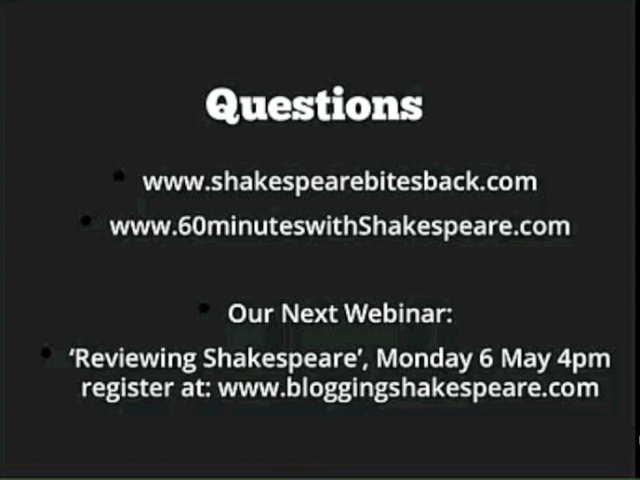 Questions
www.shakespearebitesback.com
www.60minuteswithShakespeare.com
Our Next Webinar:
‘Reviewing Shakespeare’, Monday 6 May 4pm
register at: www.bloggingshakespeare.com